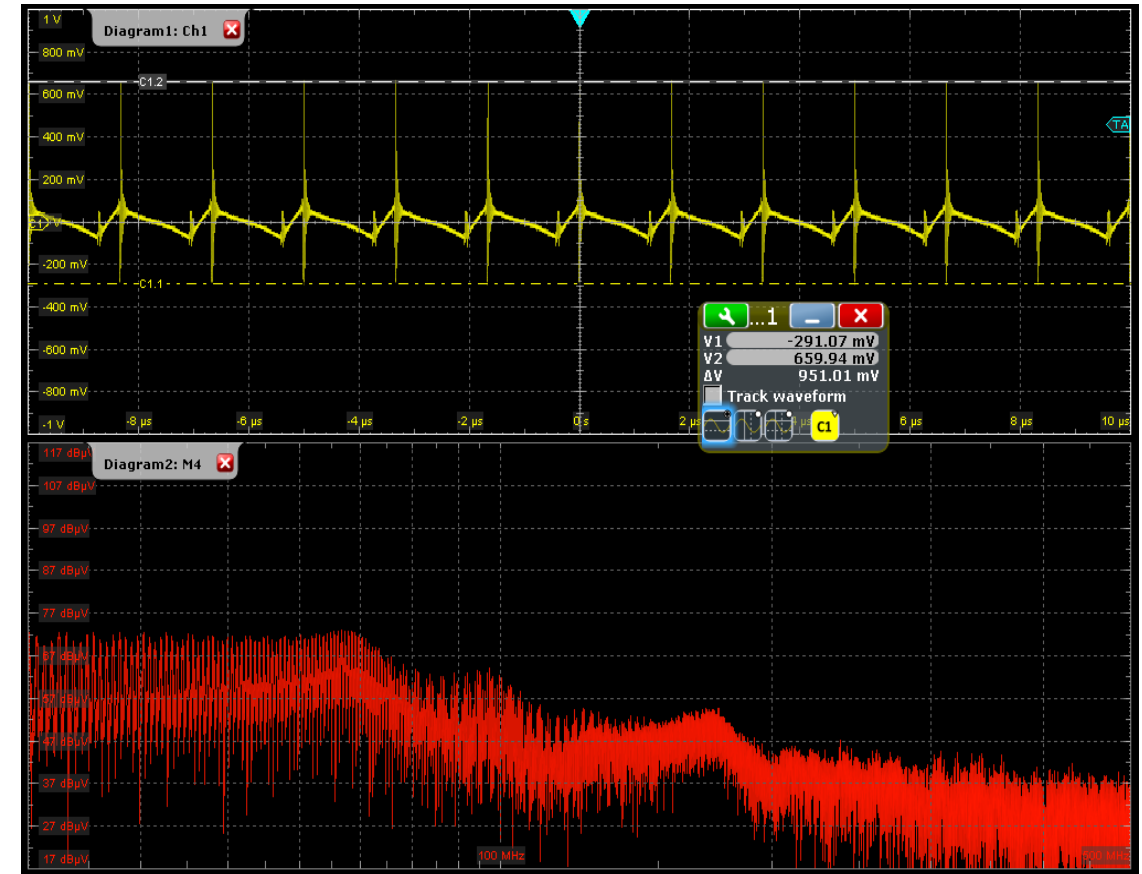 1 V
Diagram1: Ch1
800 mV
C1.2
600 mV
400 mV
TA
200 mV
-200 mV
C1.1
-400 mV
...1
V1 -291.07 mV
-600 mV
V2 659.94 mV
ΔV 951.01 mV
-800 mV
Track waveform
C1
-1 V
-8 µs
-6 µs
-4 µs
-2 µs
0 s
2 µs
6 µs
8 µs
10 µs
117 dBµV
Diagram2: M4
107 dBµV
97 dBµV
87 dBµV
77 dBµV
67 dBµV
57 dBµV
47 dBµV
37 dBµV
27 dBµV
17 dBµV
100 MHz
500 MHz